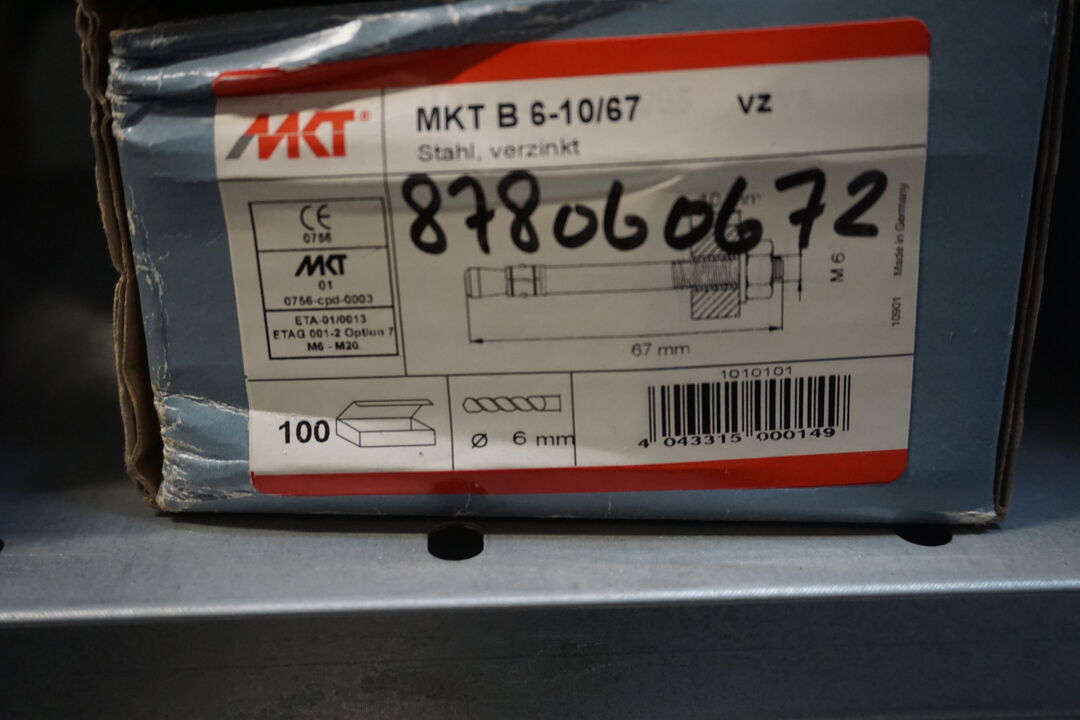 MKT®
MKT B 6-10/67 VZ
Stahl, verzinkt
878060672
CE
0756
MKT
01
0756-cpd-0003
ETA-01/0013
ETAG 001-2 Option 7
M6 - M20
M 6
67 mm
10901 Made in Germany
100
Ø 6 mm
1010101
4 043315 000149